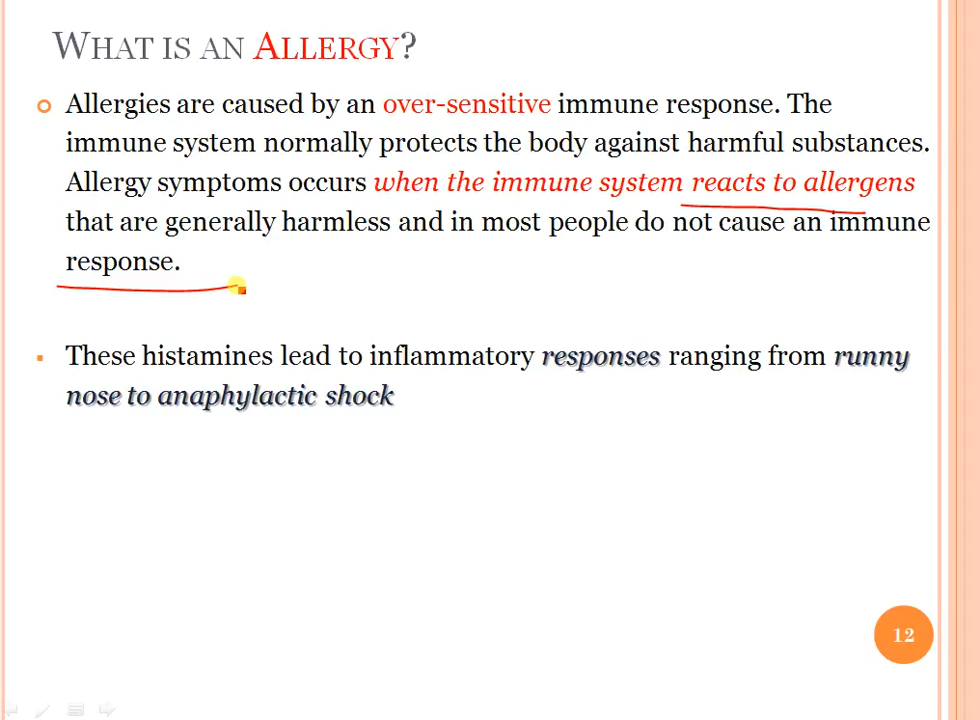 WHAT IS AN ALLERGY?
Allergies are caused by an over-sensitive immune response. The
immune system normally protects the body against harmful substances.
Allergy symptoms occurs when the immune system reacts to allergens
that are generally harmless and in most people do not cause an immune
response.
These histamines lead to inflammatory responses ranging from runny
nose to anaphylactic shock
12